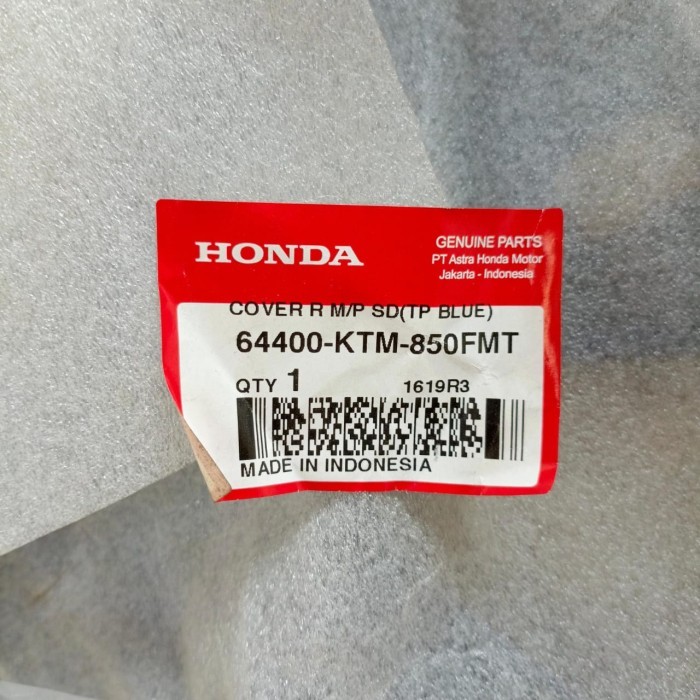 HONDA
GENUINE PARTS
PT Astra Honda Motor
Jakarta - Indonesia
COVER R M/P SD(TP BLUE)
64400-KTM-850FMT
QTY 1 1619R3
MADE IN INDONESIA